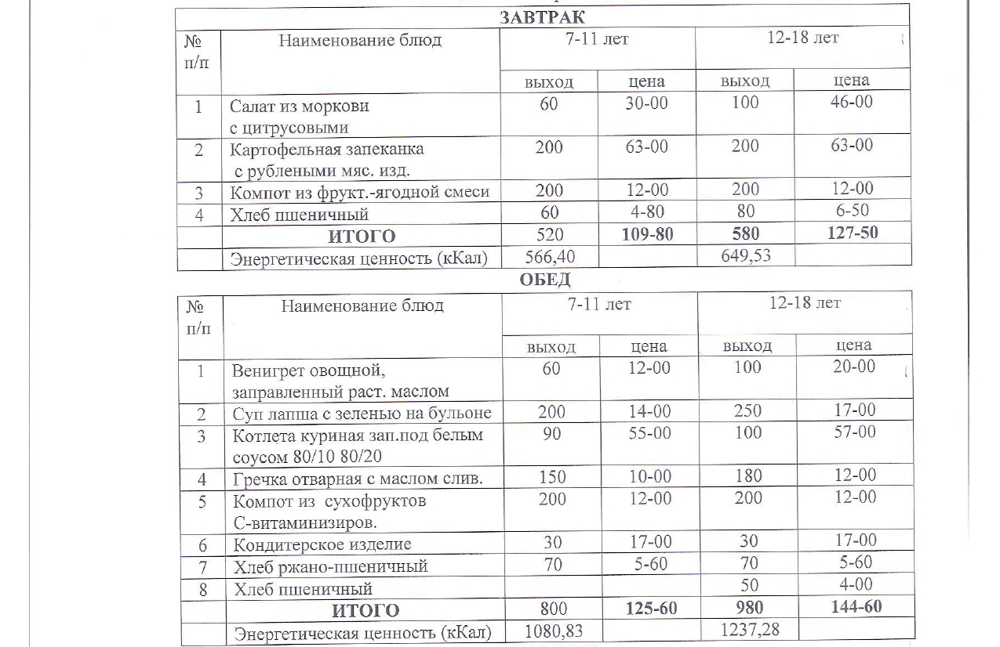 ЗАВТРАК
№ п/п Наименование блюд 7-11 лет 12-18 лет
выход цена выход цена
1 Салат из моркови 60 30-00 100 46-00
с цитрусовыми
2 Картофельная запеканка 200 63-00 200 63-00
с рублеными мяс. изд.
3 Компот из фрукт.-ягодной смеси 200 12-00 200 12-00
4 Хлеб пшеничный 60 4-80 80 6-50
ИТОГО 520 109-80 580 127-50
Энергетическая ценность (кКал) 566,40 649,53
ОБЕД
№ п/п Наименование блюд 7-11 лет 12-18 лет
выход цена выход цена
1 Венигрет овощной, 60 12-00 100 20-00
заправленный раст. маслом
2 Суп лапша с зеленью на бульоне 200 14-00 250 17-00
3 Котлета куриная зап.под белым 90 55-00 100 57-00
соусом 80/10 80/20
4 Гречка отварная с маслом слив. 150 10-00 180 12-00
5 Компот из сухофруктов 200 12-00 200 12-00
С-витаминизиров.
6 Кондитерское изделие 30 17-00 30 17-00
7 Хлеб ржано-пшеничный 70 5-60 70 5-60
8 Хлеб пшеничный 50 4-00
ИТОГО 800 125-60 980 144-60
Энергетическая ценность (кКал) 1080,83 1237,28